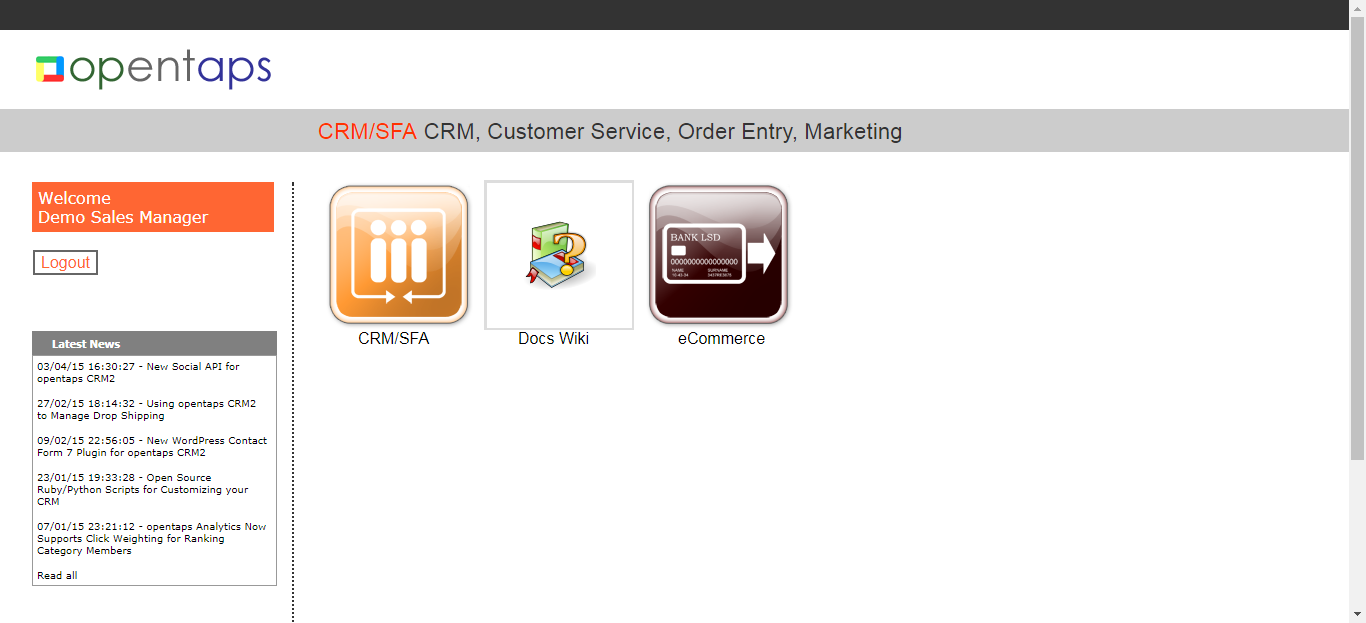 opentaps
CRM/SFA CRM, Customer Service, Order Entry, Marketing
Welcome
Demo Sales Manager
Logout
Latest News
03/04/15 16:30:27 - New Social API for
opentaps CRM2
27/02/15 18:14:32 - Using opentaps CRM2
to Manage Drop Shipping
09/02/15 22:56:05 - New WordPress Contact
Form 7 Plugin for opentaps CRM2
23/01/15 19:33:28 - Open Source
Ruby/Python Scripts for Customizing your
CRM
07/01/15 23:21:12 - opentaps Analytics Now
Supports Click Weighting for Ranking
Category Members
Read all
BANK LSD
0000000000000000
NAME SURNAME
CRM/SFA
Docs Wiki
eCommerce